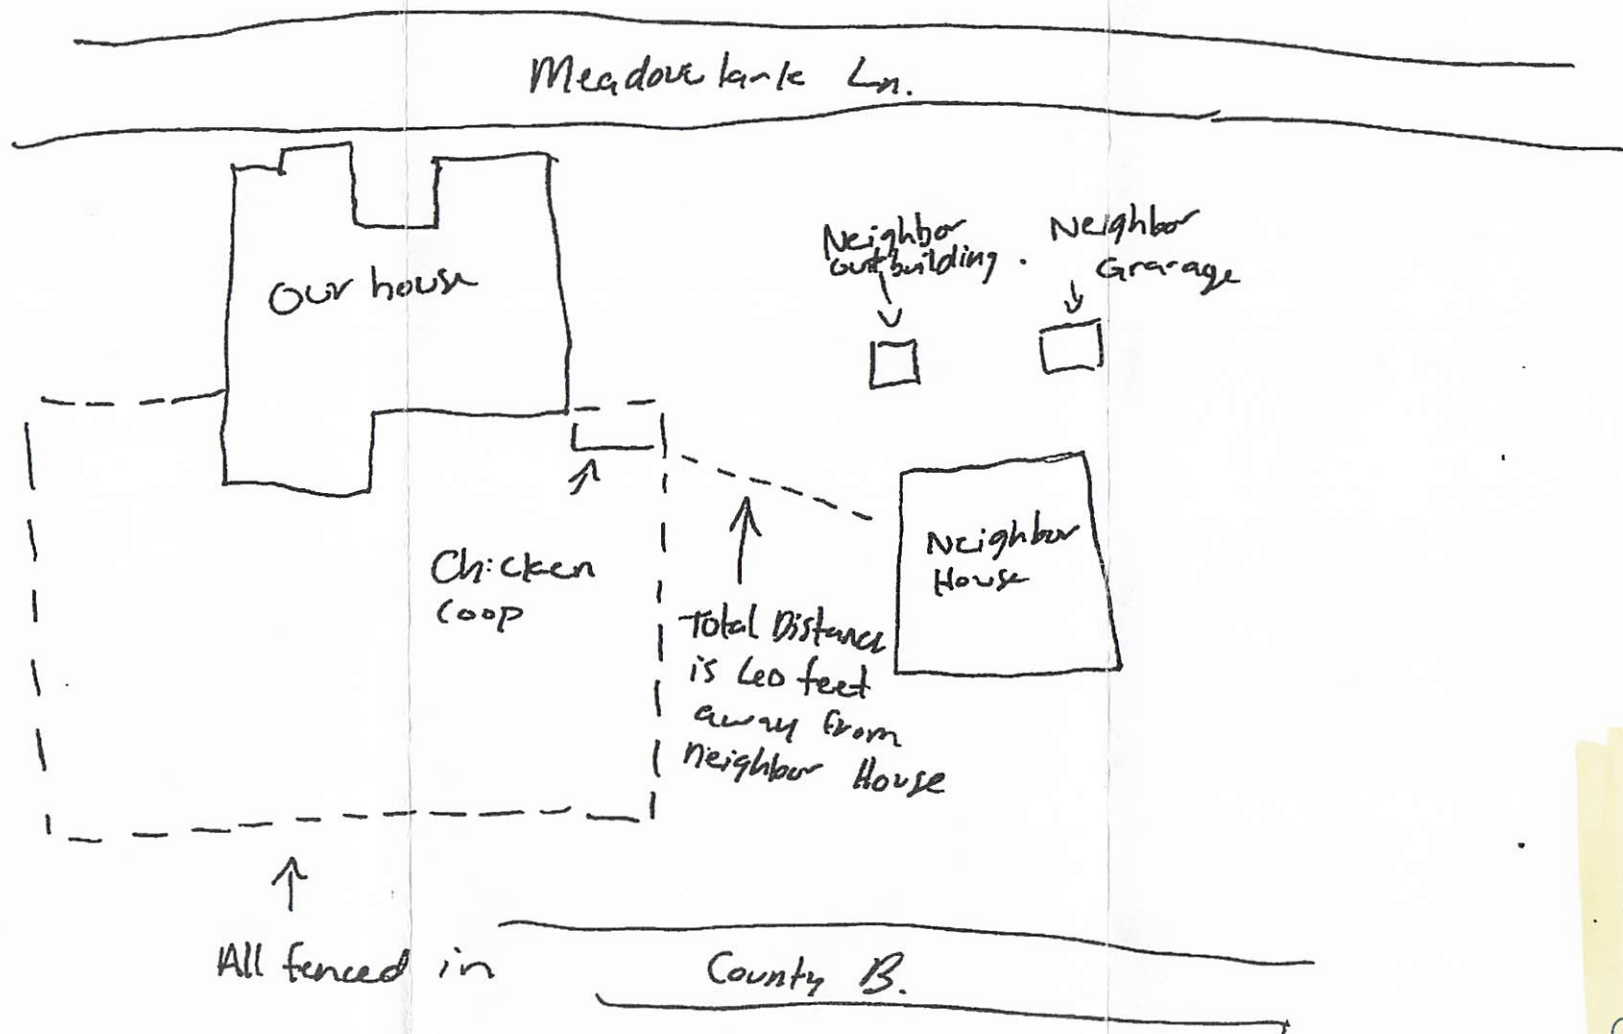 Meadowlark Ln.
Our house
Neighbor
outbuilding.
Neighbor
Grarage
Chicken
Coop
Neighbor
House
Total Distance
is 60 feet
away from
Neighbor House
All fenced in
County B.